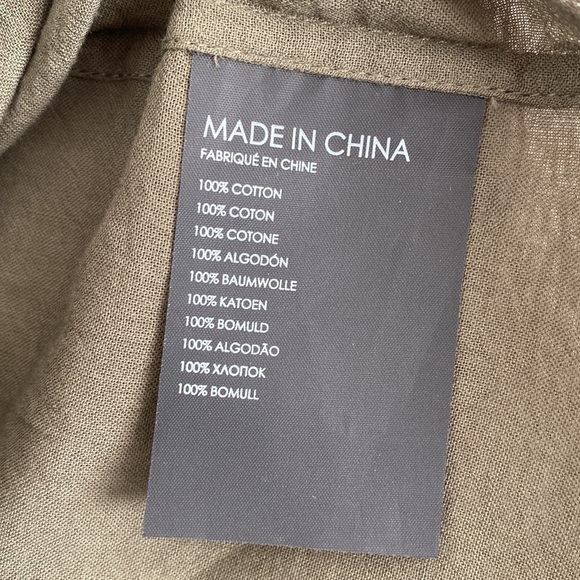 MADE IN CHINA
FABRIQUÉ EN CHINE
100% COTTON
100% COTON
100% COTONE
100% ALGODÓN
100% BAUMWOLLE
100% KATOEN
100% BOMULD
100% ALGODÃO
100% ХЛОПОК
100% BOMULL